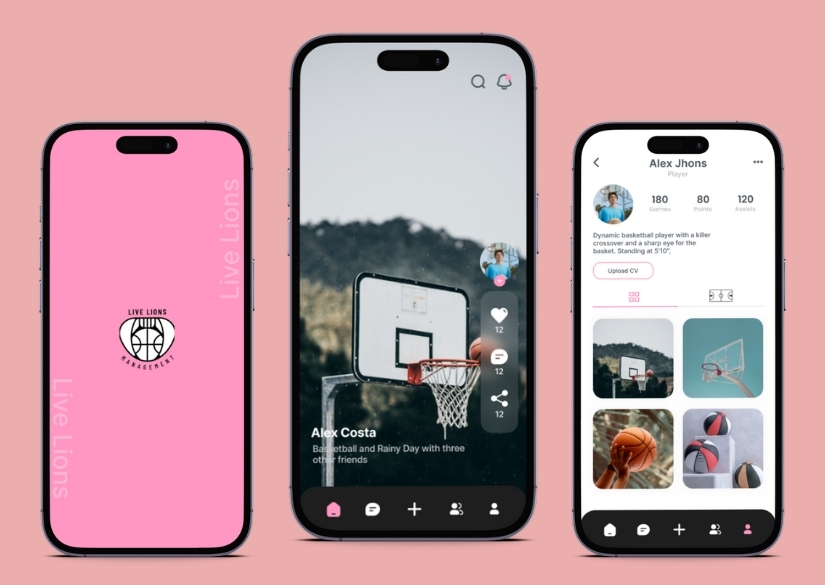 Live Lions
LIVE LIONS
MANAGEMENT
Live Lions
12
12
12
Alex Costa
Basketball and Rainy Day with three
other friends
Alex Jhons
Player
180
80
120
Games
Points
Assists
Dynamic basketball player with a killer
crossover and a sharp eye for the
basket. Standing at 5'10",
Upload CV